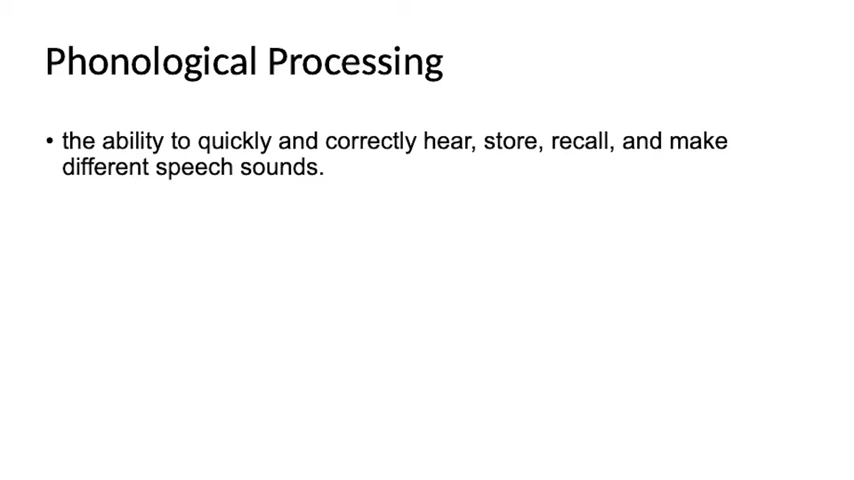 Phonological Processing
• the ability to quickly and correctly hear, store, recall, and make
different speech sounds.